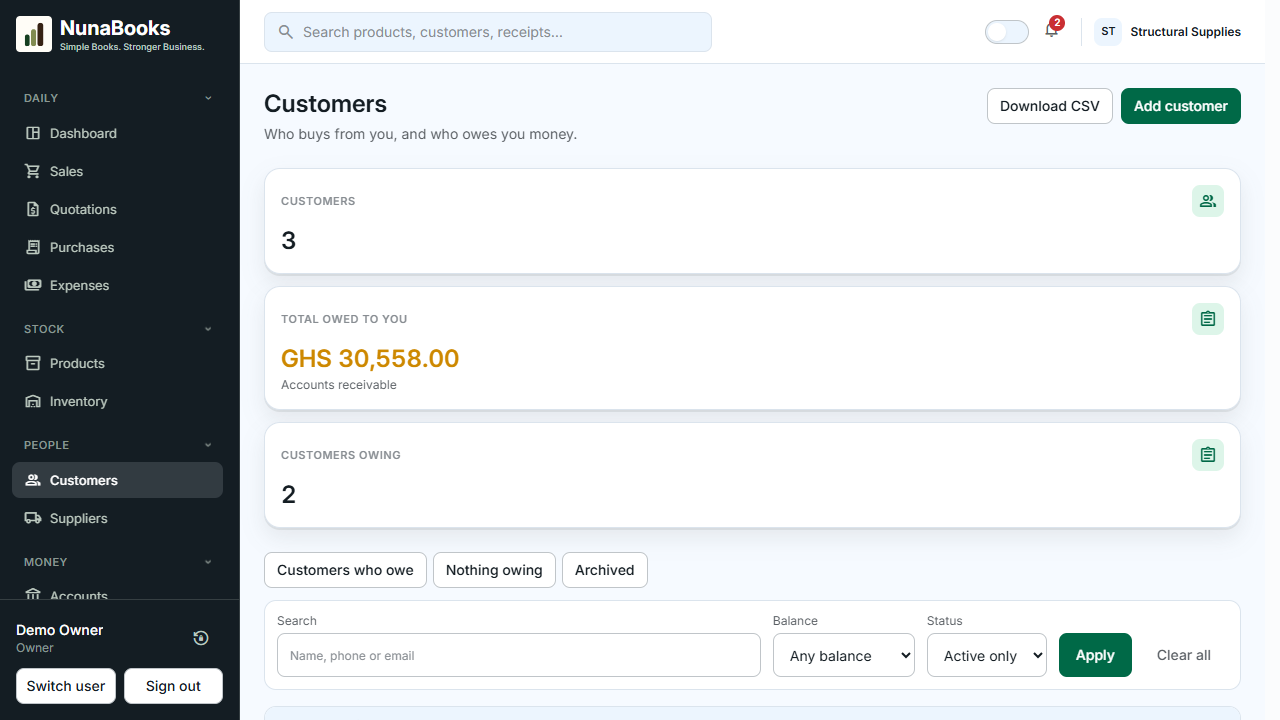 NunaBooks
Simple Books. Stronger Business.
DAILY
Dashboard
Sales
Quotations
Purchases
Expenses
STOCK
Products
Inventory
PEOPLE
Customers
Suppliers
MONEY
Accounts
Demo Owner
Owner
Switch user
Sign out
Search products, customers, receipts...
2
ST
Structural Supplies
Customers
Who buys from you, and who owes you money.
Download CSV
Add customer
CUSTOMERS
3
TOTAL OWED TO YOU
GHS 30,558.00
Accounts receivable
CUSTOMERS OWING
2
Customers who owe
Nothing owing
Archived
Search
Name, phone or email
Balance
Any balance
Status
Active only
Apply
Clear all